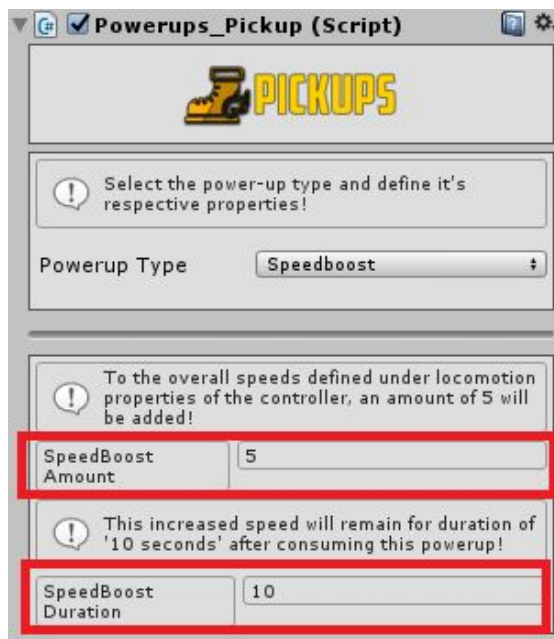 Powerups_Pickup (Script)
PICKUPS
Select the power-up type and define it's
respective properties!
Powerup Type Speedboost
To the overall speeds defined under locomotion
properties of the controller, an amount of 5 will
be added!
SpeedBoost 5
Amount
This increased speed will remain for duration of
'10 seconds' after consuming this powerup!
SpeedBoost 10
Duration